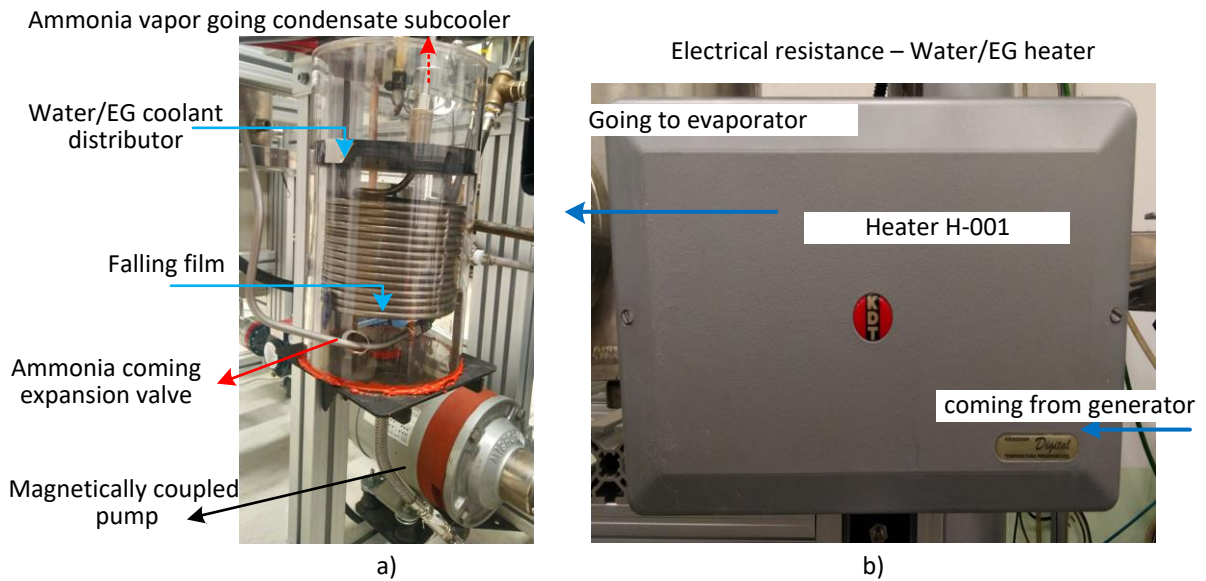 Ammonia vapor going condensate subcooler
Water/EG coolant
distributor
Falling film
Ammonia coming
expansion valve
Magnetically coupled
pump
a)
Electrical resistance – Water/EG heater
Going to evaporator
Heater H-001
KDT
coming from generator
Digital
b)